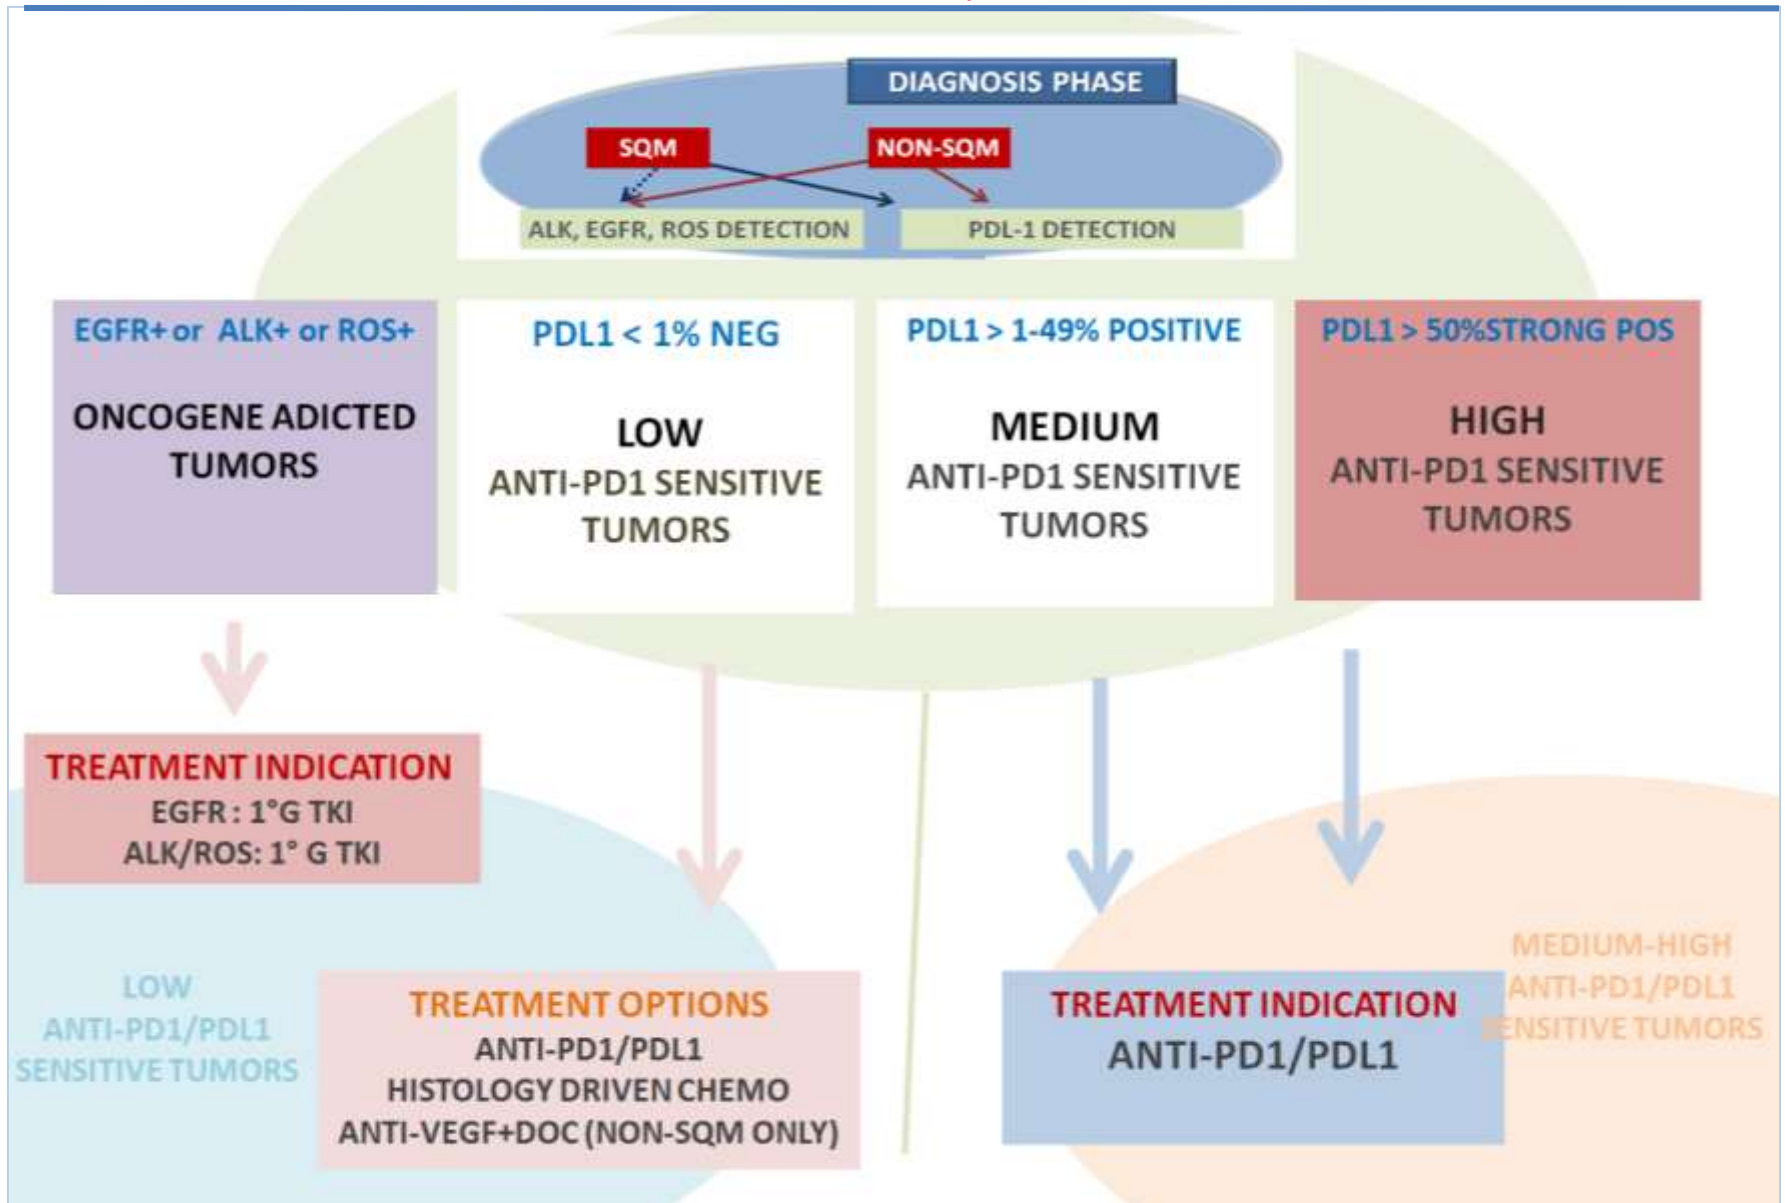 DIAGNOSIS PHASE
SQM
NON-SQM
ALK, EGFR, ROS DETECTION
PDL-1 DETECTION
EGFR+ or ALK+ or ROS+
ONCOGENE ADICTED
TUMORS
PDL1 < 1% NEG
LOW
ANTI-PD1 SENSITIVE
TUMORS
PDL1 > 1-49% POSITIVE
MEDIUM
ANTI-PD1 SENSITIVE
TUMORS
PDL1 > 50%STRONG POS
HIGH
ANTI-PD1 SENSITIVE
TUMORS
TREATMENT INDICATION
EGFR : 1°G TKI
ALK/ROS: 1° G TKI
LOW
ANTI-PD1/PDL1
SENSITIVE TUMORS
TREATMENT OPTIONS
ANTI-PD1/PDL1
HISTOLOGY DRIVEN CHEMO
ANTI-VEGF+DOC (NON-SQM ONLY)
TREATMENT INDICATION
ANTI-PD1/PDL1
MEDIUM-HIGH
ANTI-PD1/PDL1
SENSITIVE TUMORS